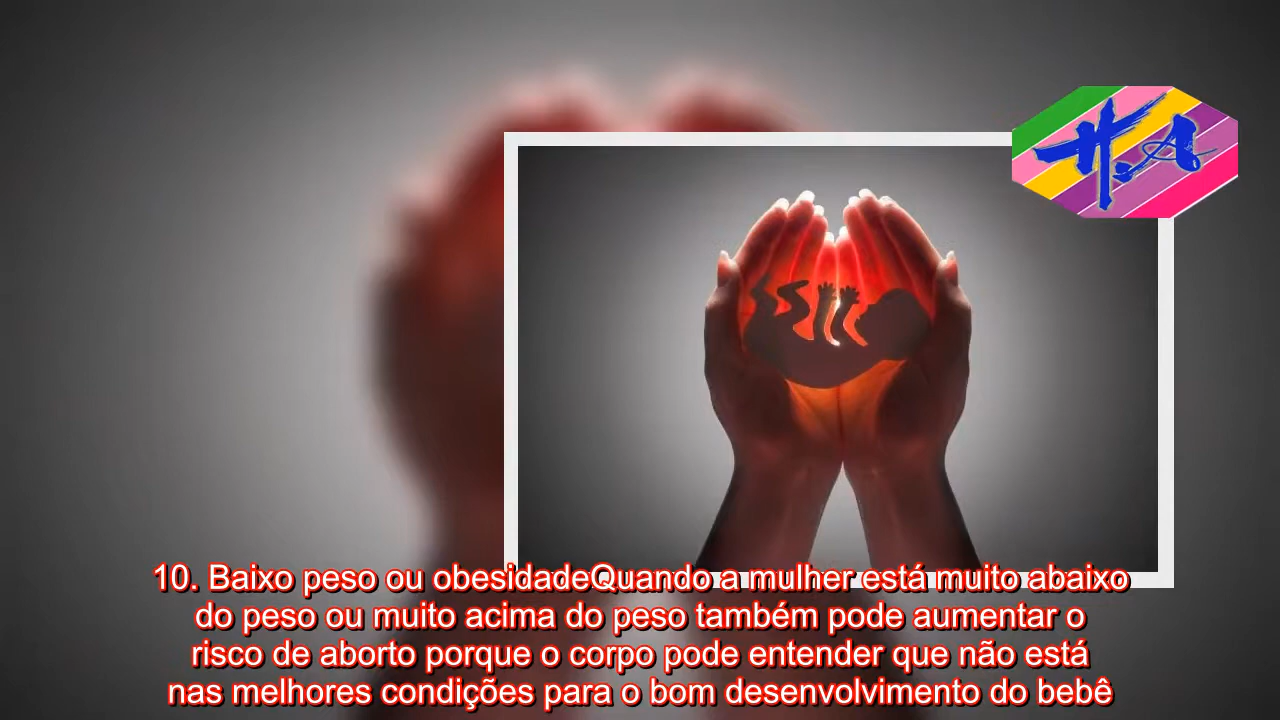 H.A
10. Baixo peso ou obesidadeQuando a mulher está muito abaixo
do peso ou muito acima do peso também pode aumentar o
risco de aborto porque o corpo pode entender que não está
nas melhores condições para o bom desenvolvimento do bebê